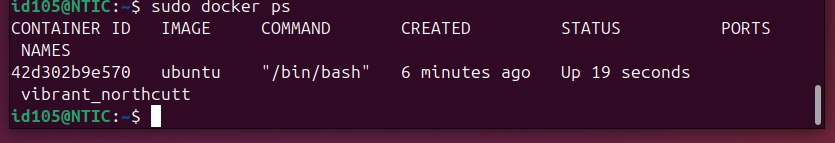 id105@NTIC:~$ sudo docker ps
CONTAINER ID   IMAGE     COMMAND       CREATED         STATUS          PORTS
 NAMES
42d302b9e570   ubuntu    "/bin/bash"   6 minutes ago   Up 19 seconds
 vibrant_northcutt
id105@NTIC:~$